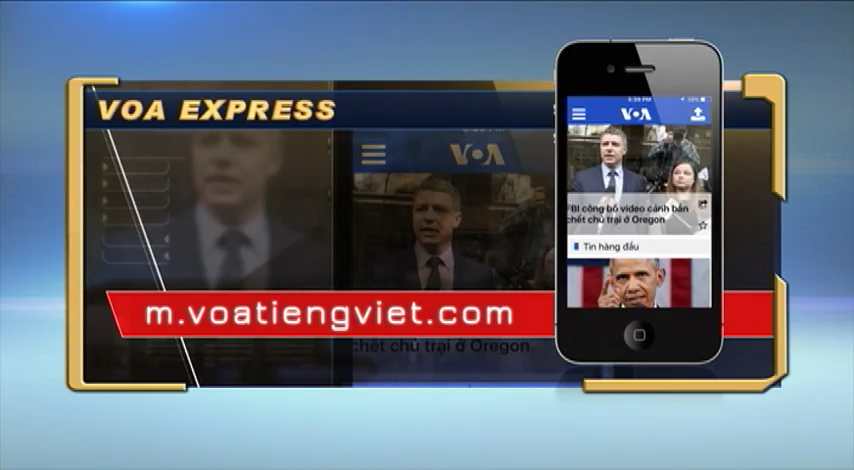 VOA EXPRESS
VOA
m.voatiengviet.com
chết chủ trại ở Oregon
VOA
FBI công bố video cảnh bắn
chết chủ trại ở Oregon
Tin hàng đầu